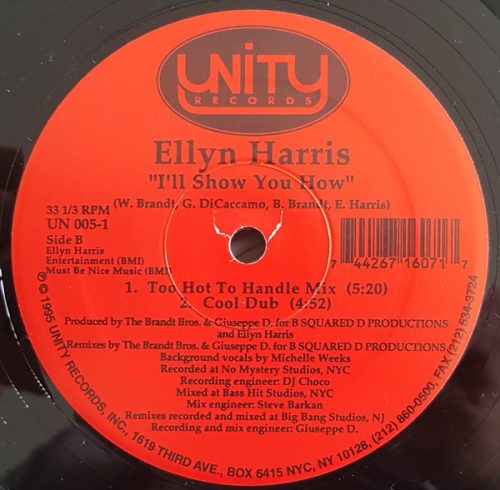 UNITY
RECORDS
Ellyn Harris
"I'll Show You How"
(W. Brandt, G. DiCaccamo, B. Brandt, E. Harris)
33 1/3 RPM
UN 005-1
Side B
Ellyn Harris
Entertainment (BMI)
Must Be Nice Music (BMI)
7 44267 16071 7
1. Too Hot To Handle Mix (5:20)
2. Cool Dub (4:52)
Produced by The Brandt Bros. & Giuseppe D. for B SQUARED D PRODUCTIONS
and Ellyn Harris
Remixes by The Brandt Bros. & Giuseppe D. for B SQUARED D PRODUCTIONS
Background vocals by Michelle Weeks
Recorded at No Mystery Studios, NYC
Recording engineer: DJ Choco
Mixed at Bass Hit Studios, NYC
Mix engineer: Steve Barkan
Remixes recorded and mixed at Big Bang Studios, NJ
Recording and mix engineer: Giuseppe D.
℗ © 1995 UNITY RECORDS, INC., 1619 THIRD AVE., BOX 6415 NYC, NY 10128, (212) 860-0500, FAX (212) 534-3724